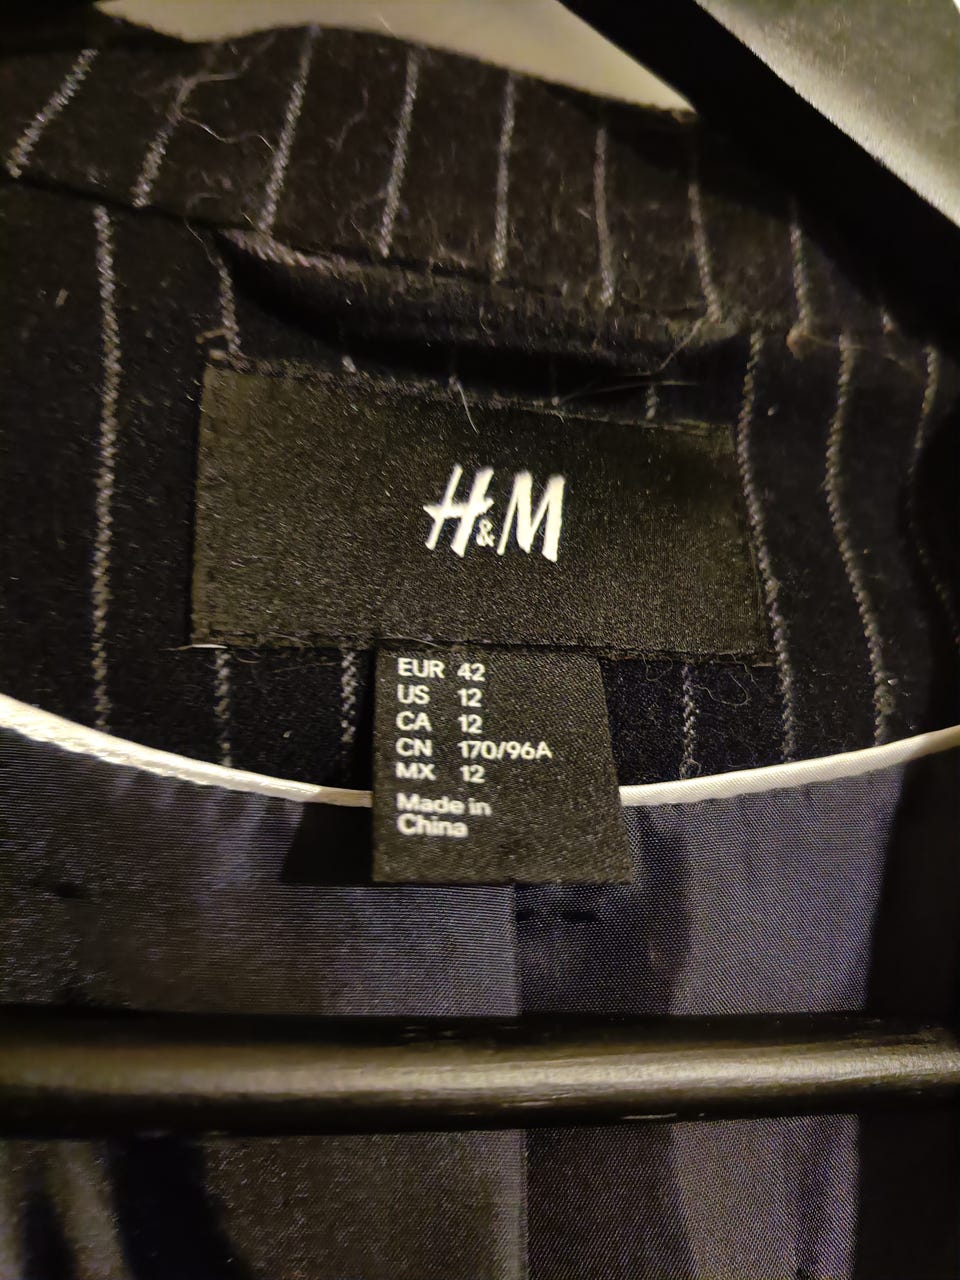 H&M
EUR 42
US 12
CA 12
CN 170/96A
MX 12
Made in
China